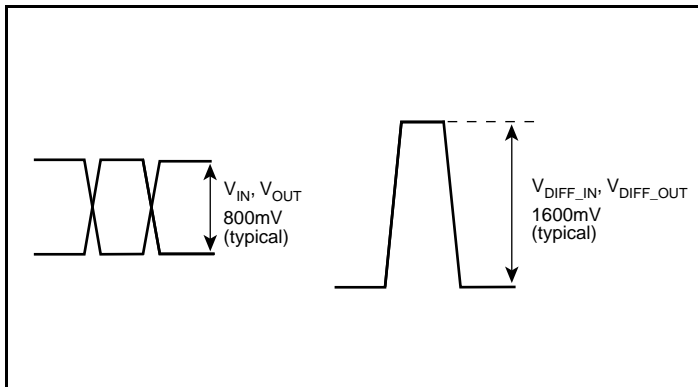 V_IN, V_OUT
800mV
(typical)
V_DIFF_IN, V_DIFF_OUT
1600mV
(typical)